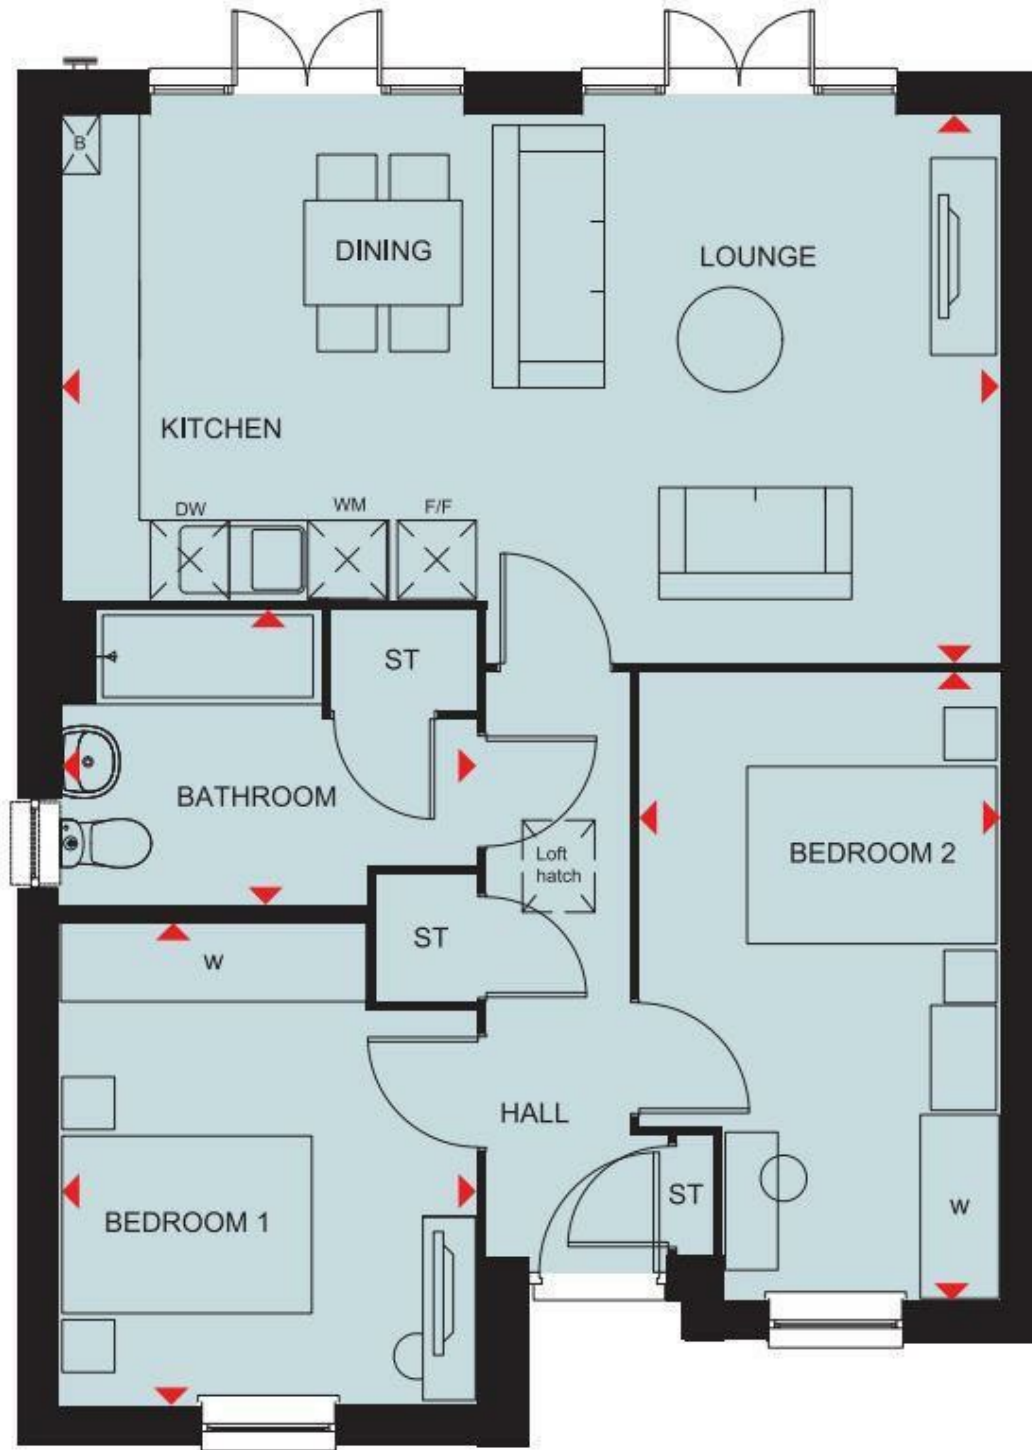 B
DINING
LOUNGE
KITCHEN
DW
WM
F/F
ST
BATHROOM
Loft
hatch
BEDROOM 2
ST
W
HALL
ST
W
BEDROOM 1